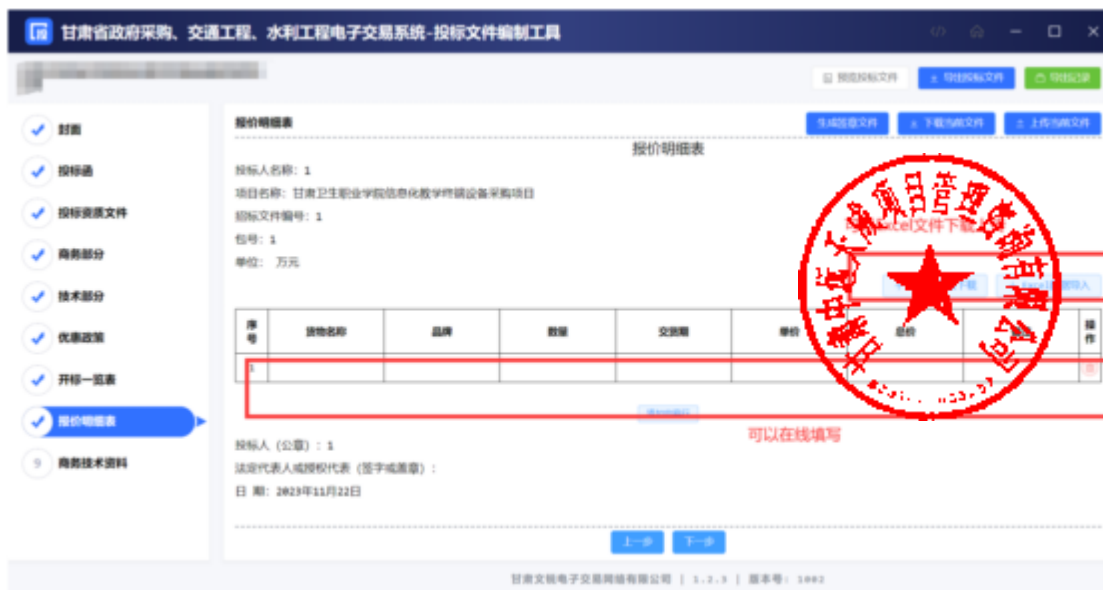 甘肃省政府采购、交通工程、水利工程电子交易系统-投标文件编制工具
预览投标文件
导出投标文件
导出记录
封面
投标函
投标资质文件
商务部分
技术部分
优惠政策
开标一览表
报价明细表
9 商务技术资料
报价明细表
生成签章文件
下载当前文件
上传当前文件
报价明细表
投标人名称: 1
项目名称: 甘肃卫生职业学院信息化教学终端设备采购项目
招标文件编号: 1
包号: 1
单位: 万元
Excel文件下载
序号 货物名称 品牌 数量 交货期 单价 总价 操作
1
可以在线填写
投标人 (公章) : 1
法定代表人或授权代表 (签字或盖章) :
日 期: 2023年11月22日
上一步
下一步
甘肃文锐电子交易网络有限公司 | 1.2.3 | 版本号: 1002